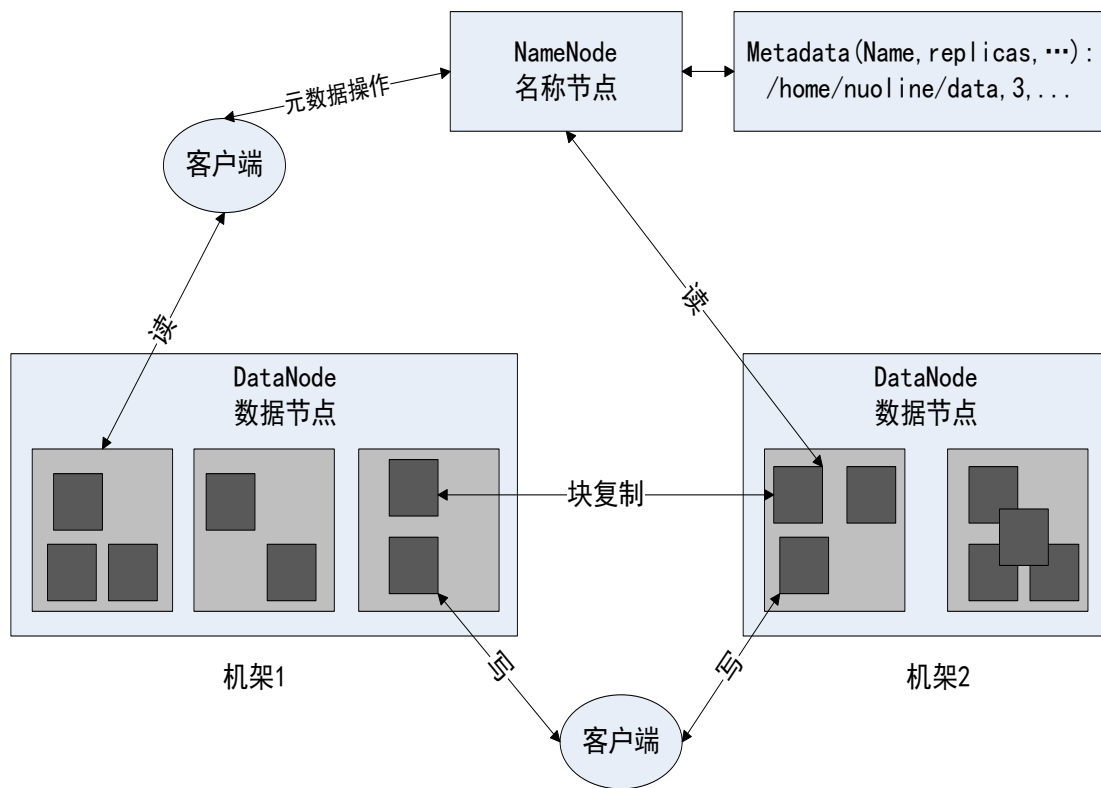 NameNode
名称节点
Metadata(Name,replicas,…):
/home/nuoline/data,3,...
元数据操作
客户端
读
读
DataNode
数据节点
DataNode
数据节点
块复制
机架1
写
写
机架2
客户端